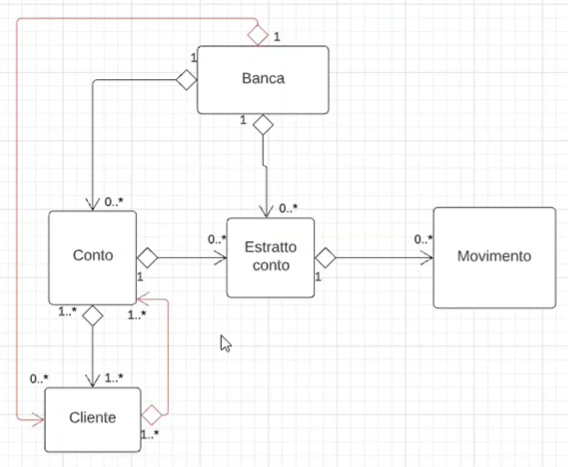 1
1
Banca
1
0..*
0..*
Conto
0..*
Estratto
conto
0..*
Movimento
1
1
1..*
1..*
0..*
1..*
Cliente
1..*